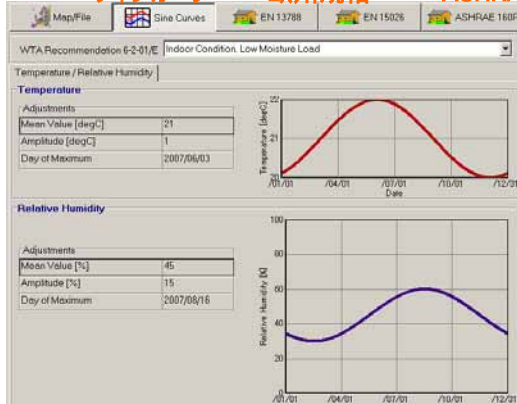 Map/File Sine Curves EN 13788 EN 15026 ASHRAE 160P
WTA Recommendation 6-2-01/E Indoor Condition, Low Moisture Load
Temperature / Relative Humidity
Temperature
Adjustments
Mean Value [degC] 21
Amplitude [degC] 1
Day of Maximum 2007/06/03
Temperature [degC]
22
21
20
/01/01 /04/01 /07/01 /10/01 /12/31
Date
Relative Humidity
Adjustments
Mean Value [%] 45
Amplitude [%] 15
Day of Maximum 2007/08/16
Relative Humidity [%]
100
80
60
40
20
0
/01/01 /04/01 /07/01 /10/01 /12/31